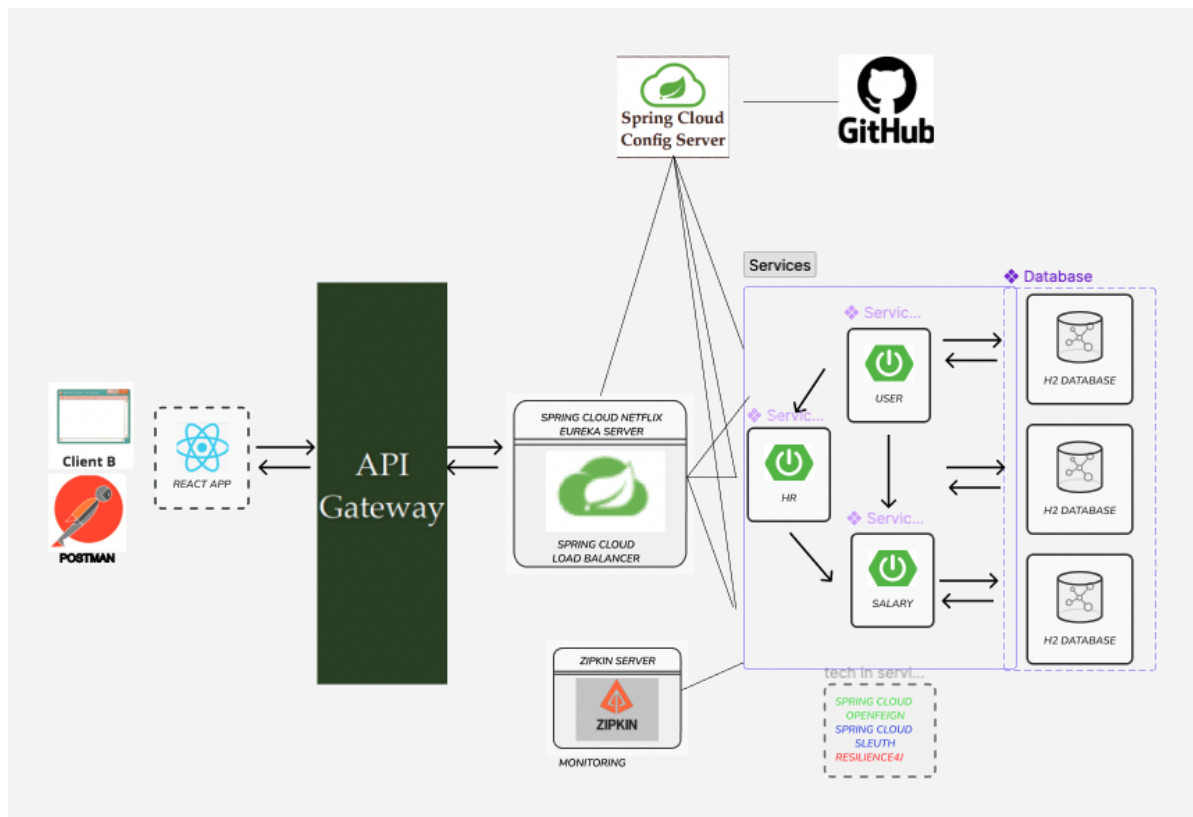 Spring Cloud
Config Server
GitHub
Services
Database
Servic...
USER
H2 DATABASE
Servic...
HR
H2 DATABASE
Servic...
SALARY
H2 DATABASE
Client B
POSTMAN
REACT APP
API
Gateway
SPRING CLOUD NETFLIX
EUREKA SERVER
SPRING CLOUD
LOAD BALANCER
ZIPKIN SERVER
ZIPKIN
MONITORING
tech in servi...
SPRING CLOUD
OPENFEIGN
SPRING CLOUD
SLEUTH
RESILIENCE4J